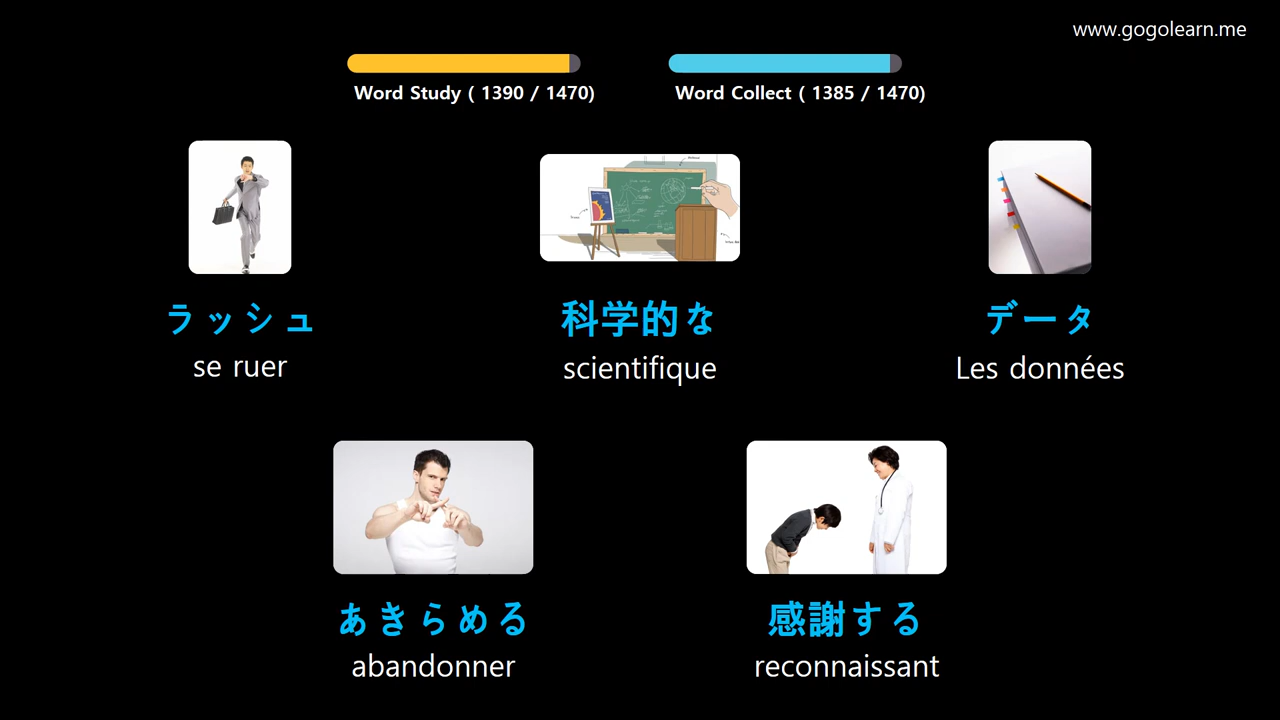 www.gogolearn.me
Word Study ( 1390 / 1470)
Word Collect ( 1385 / 1470)
ラッシュ
se ruer
科学的な
scientifique
データ
Les données
あきらめる
abandonner
感謝する
reconnaissant